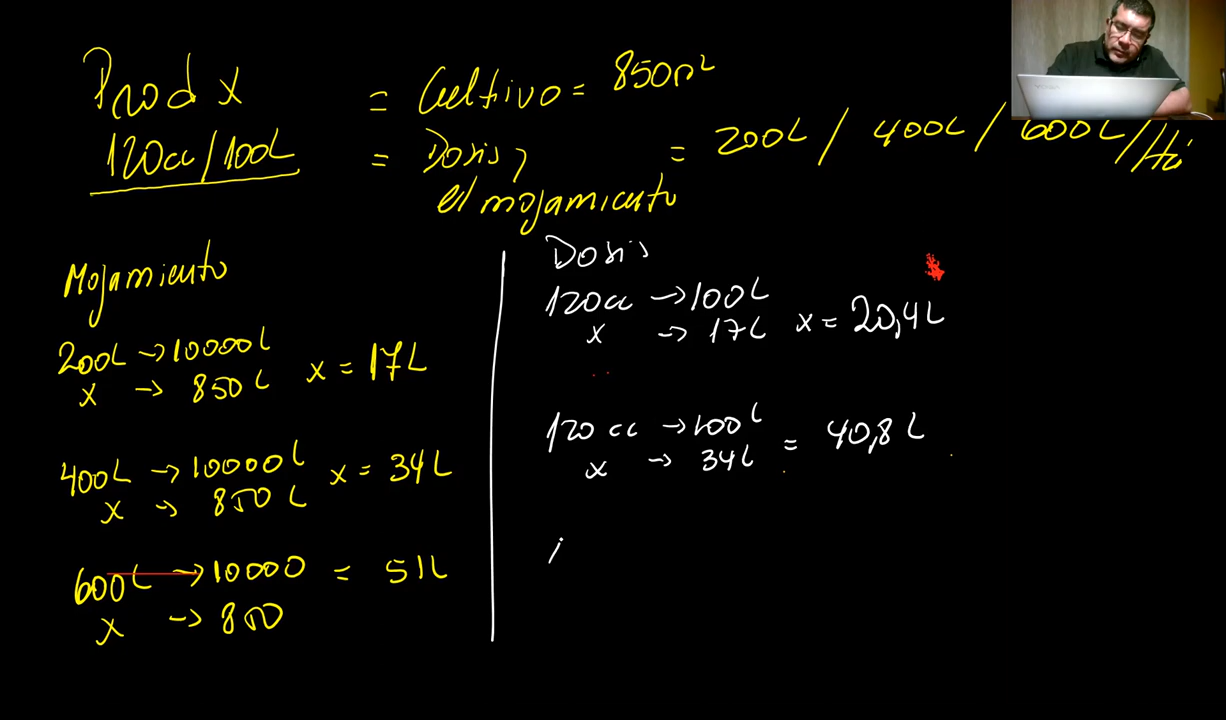 Prod x = Cultivo = 850m²
120cc/100L = Dosis, = 200L / 400L / 600L/Há
el mojamiento
Mojamiento
200L → 10000L
x → 850L x = 17L
400L → 10000L x = 34L
x → 850L
600L → 10000 = 51L
x → 850
Dosis
120cc → 100L
x → 17L x = 20,4L
120cc → 100L = 40,8L
x → 34L